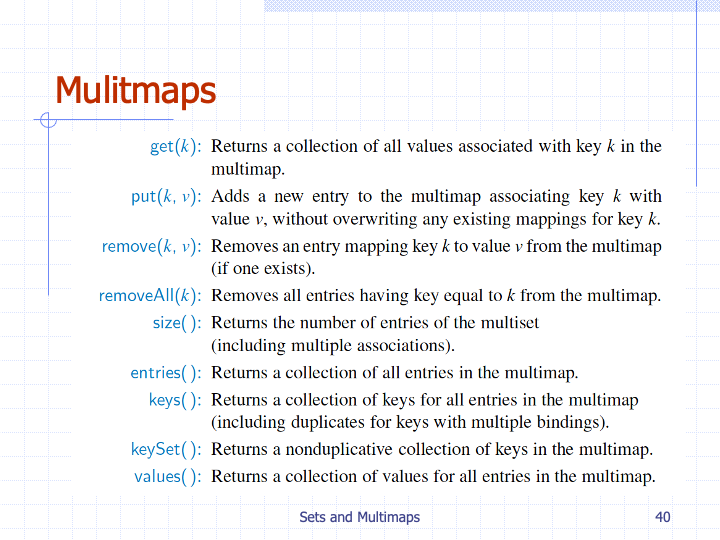 Mulitmaps
get(k): Returns a collection of all values associated with key k in the
multimap.
put(k, v): Adds a new entry to the multimap associating key k with
value v, without overwriting any existing mappings for key k.
remove(k, v): Removes an entry mapping key k to value v from the multimap
(if one exists).
removeAll(k): Removes all entries having key equal to k from the multimap.
size( ): Returns the number of entries of the multiset
(including multiple associations).
entries( ): Returns a collection of all entries in the multimap.
keys( ): Returns a collection of keys for all entries in the multimap
(including duplicates for keys with multiple bindings).
keySet( ): Returns a nonduplicative collection of keys in the multimap.
values( ): Returns a collection of values for all entries in the multimap.
Sets and Multimaps 40